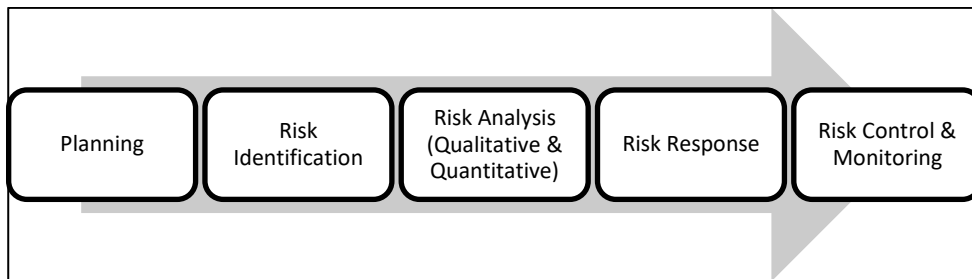 Planning
Risk
Identification
Risk Analysis
(Qualitative &
Quantitative)
Risk Response
Risk Control &
Monitoring